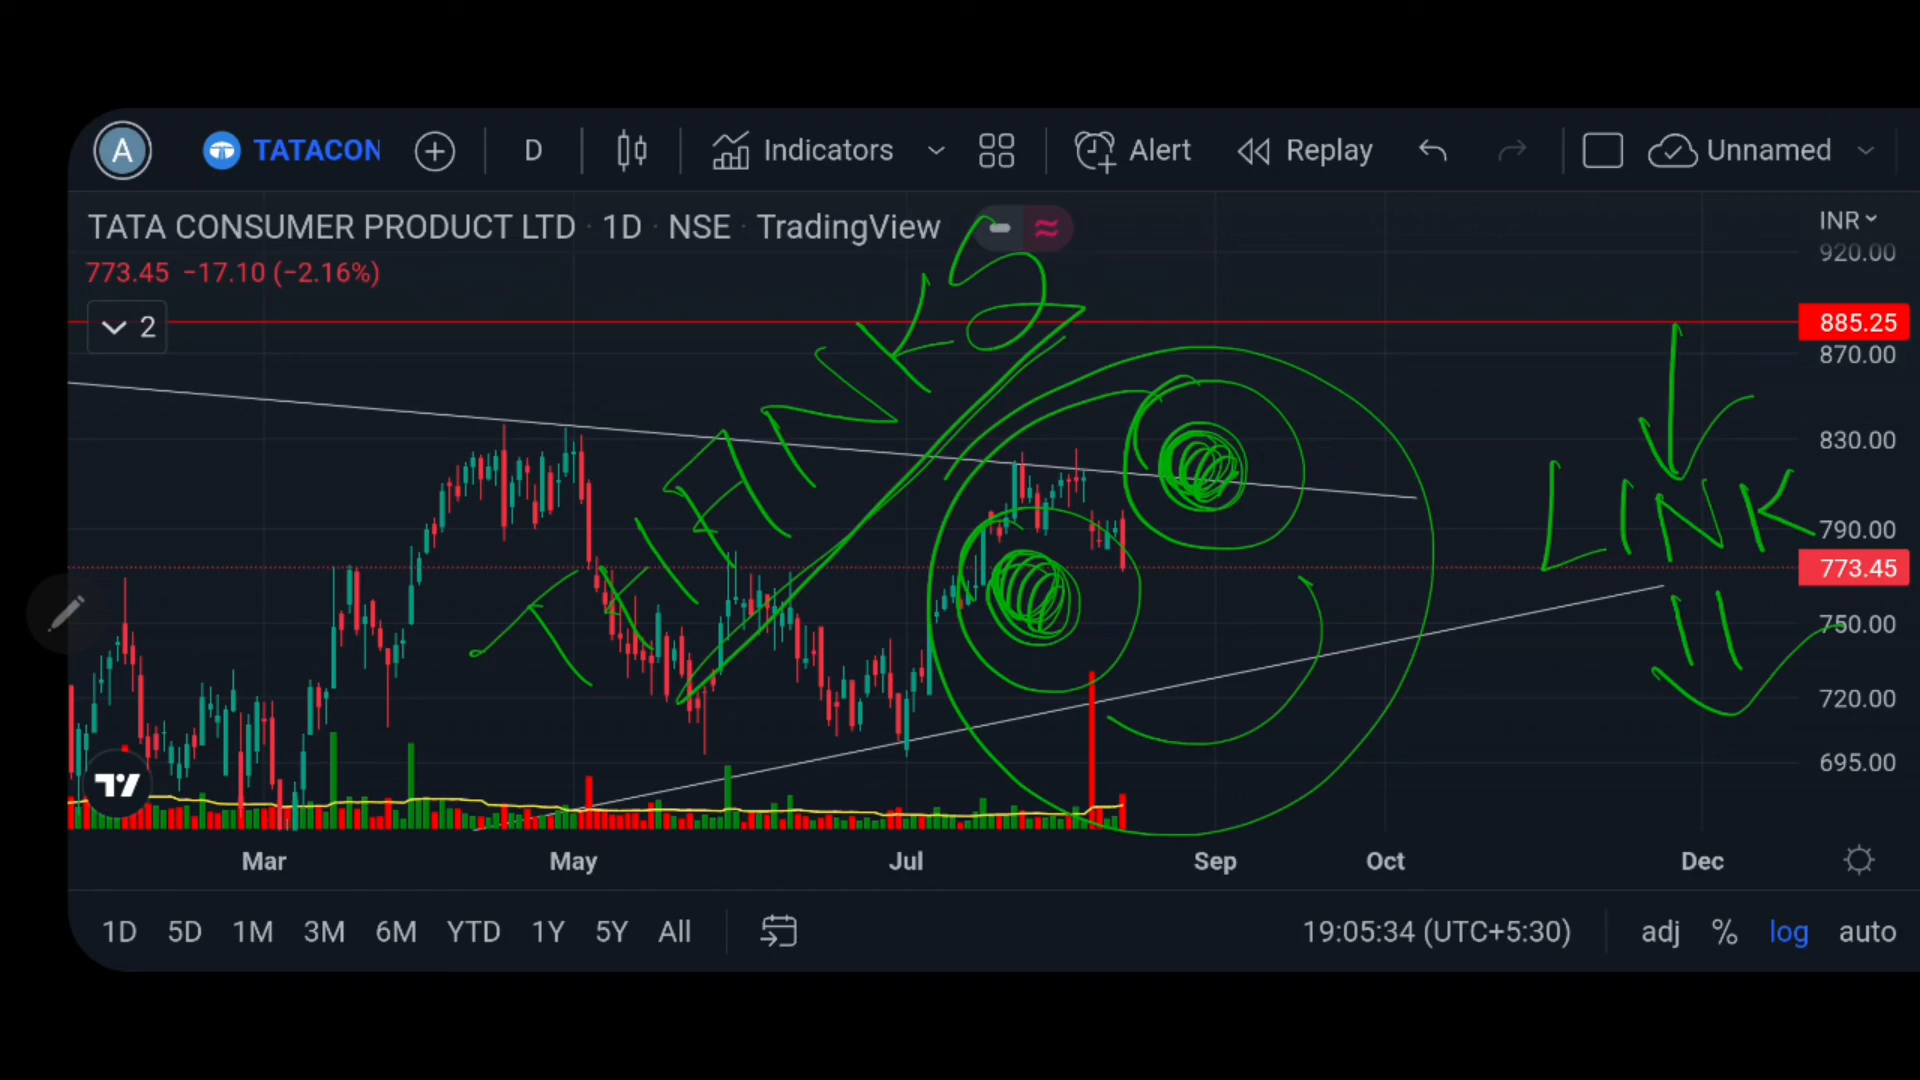 A TATACON D Indicators Alert Replay Unnamed
TATA CONSUMER PRODUCT LTD · 1D · NSE · TradingView
INR
773.45 −17.10 (−2.16%)
2
920.00
885.25
870.00
830.00
790.00
773.45
750.00
720.00
695.00
THHNKS
LINK
Mar May Jul Sep Oct Dec
1D 5D 1M 3M 6M YTD 1Y 5Y All 19:05:34 (UTC+5:30) adj % log auto